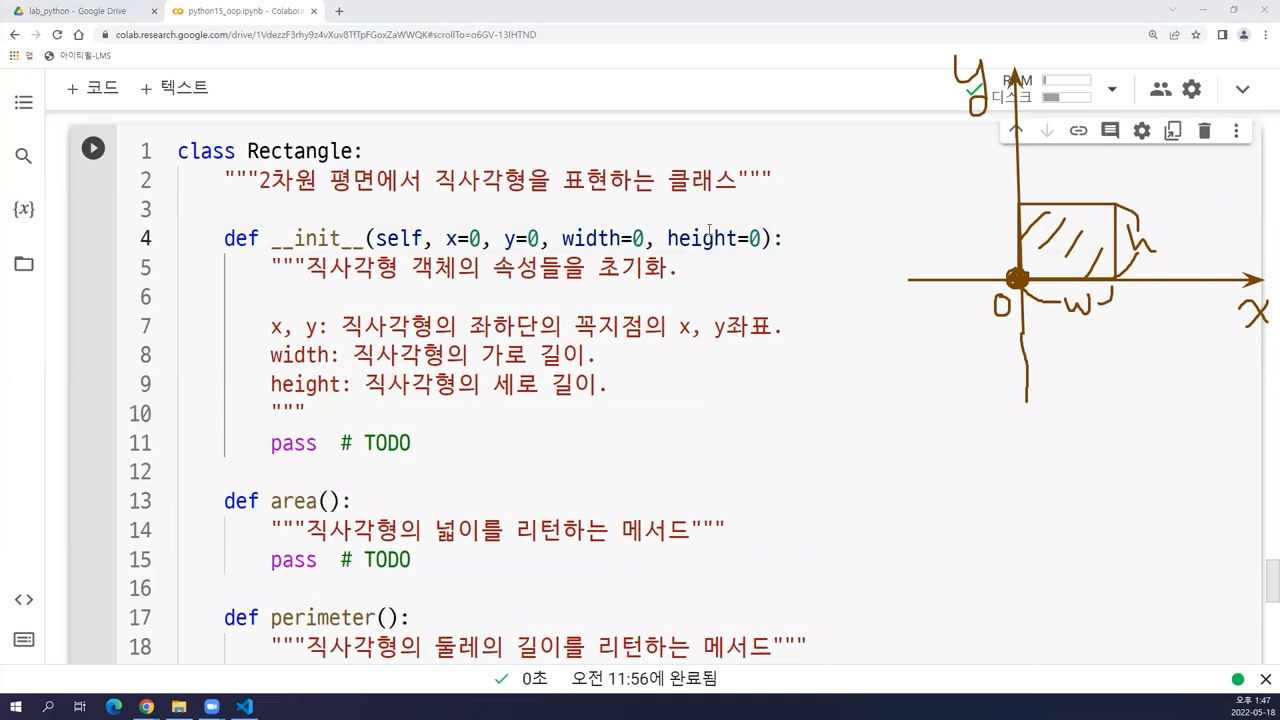 lab_python - Google Drive
python15_oop.ipynb - Colabora
colab.research.google.com/drive/1VdezzF3rhy9z4vXuv8TfTpFGoxZaWWQK#scrollTo=o6GV-13IHTND
앱
아이티윌-LMS
+ 코드 + 텍스트
디스크
y
0
1 class Rectangle:
2 """2차원 평면에서 직사각형을 표현하는 클래스"""
3
4 def __init__(self, x=0, y=0, width=0, height=0):
5 """직사각형 객체의 속성들을 초기화.
6
7 x, y: 직사각형의 좌하단의 꼭지점의 x, y좌표.
8 width: 직사각형의 가로 길이.
9 height: 직사각형의 세로 길이.
10 """
11 pass # TODO
12
13 def area():
14 """직사각형의 넓이를 리턴하는 메서드"""
15 pass # TODO
16
17 def perimeter():
18 """직사각형의 둘레의 길이를 리턴하는 메서드"""
h
0
w
x
0초 오전 11:56에 완료됨
오후 1:47
2022-05-18